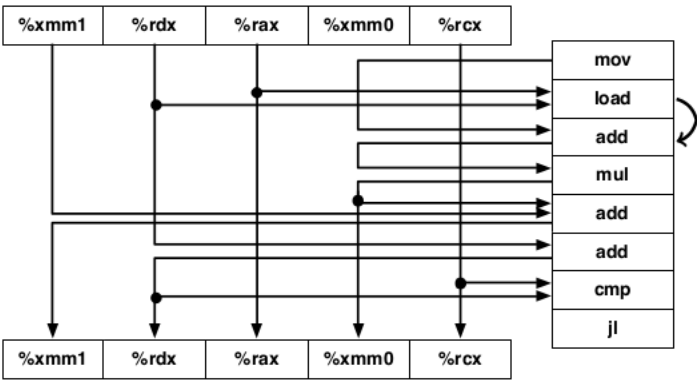 %xmm1 %rdx %rax %xmm0 %rcx
mov
load
add
mul
add
add
cmp
jl
%xmm1 %rdx %rax %xmm0 %rcx